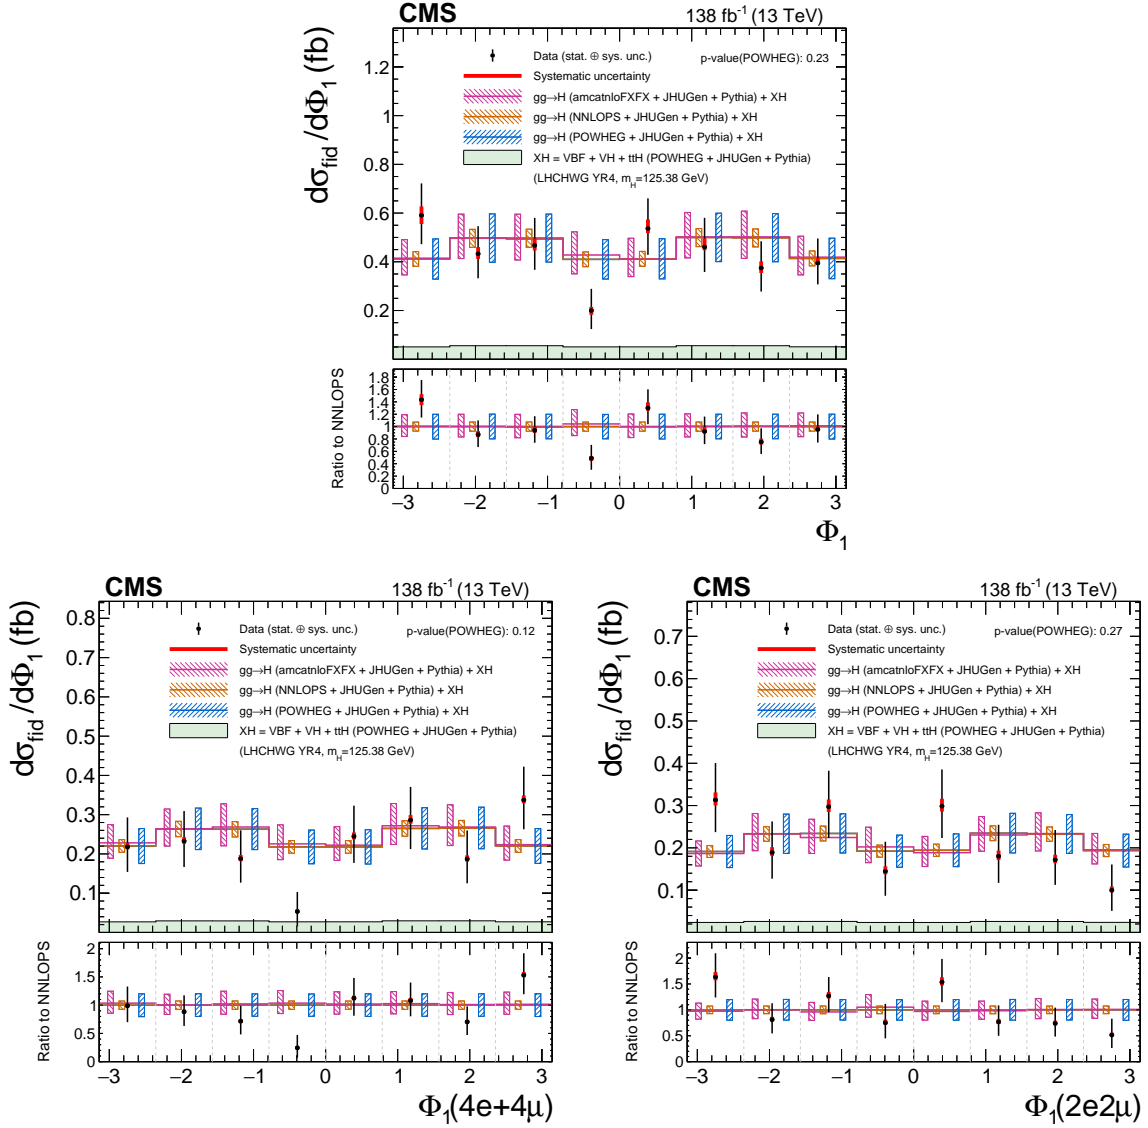 CMS 138 fb⁻¹ (13 TeV)
dσfid/dΦ1 (fb)
Data (stat. ⊕ sys. unc.) p-value(POWHEG): 0.23
Systematic uncertainty
gg→H (amcatnloFXFX + JHUGen + Pythia) + XH
gg→H (NNLOPS + JHUGen + Pythia) + XH
gg→H (POWHEG + JHUGen + Pythia) + XH
XH = VBF + VH + ttH (POWHEG + JHUGen + Pythia)
(LHCHWG YR4, mH=125.38 GeV)
1.2
1
0.8
0.6
0.4
0.2
Ratio to NNLOPS
1.8
1.6
1.4
1.2
1
0.8
0.6
0.4
0.2
0
−3 −2 −1 0 1 2 3
Φ1
CMS 138 fb⁻¹ (13 TeV)
dσfid/dΦ1 (fb)
Data (stat. ⊕ sys. unc.) p-value(POWHEG): 0.12
Systematic uncertainty
gg→H (amcatnloFXFX + JHUGen + Pythia) + XH
gg→H (NNLOPS + JHUGen + Pythia) + XH
gg→H (POWHEG + JHUGen + Pythia) + XH
XH = VBF + VH + ttH (POWHEG + JHUGen + Pythia)
(LHCHWG YR4, mH=125.38 GeV)
0.8
0.7
0.6
0.5
0.4
0.3
0.2
0.1
Ratio to NNLOPS
2
1.5
1
0.5
0
−3 −2 −1 0 1 2 3
Φ1(4e+4μ)
CMS 138 fb⁻¹ (13 TeV)
dσfid/dΦ1 (fb)
Data (stat. ⊕ sys. unc.) p-value(POWHEG): 0.27
Systematic uncertainty
gg→H (amcatnloFXFX + JHUGen + Pythia) + XH
gg→H (NNLOPS + JHUGen + Pythia) + XH
gg→H (POWHEG + JHUGen + Pythia) + XH
XH = VBF + VH + ttH (POWHEG + JHUGen + Pythia)
(LHCHWG YR4, mH=125.38 GeV)
0.7
0.6
0.5
0.4
0.3
0.2
0.1
Ratio to NNLOPS
2
1.5
1
0.5
0
−3 −2 −1 0 1 2 3
Φ1(2e2μ)